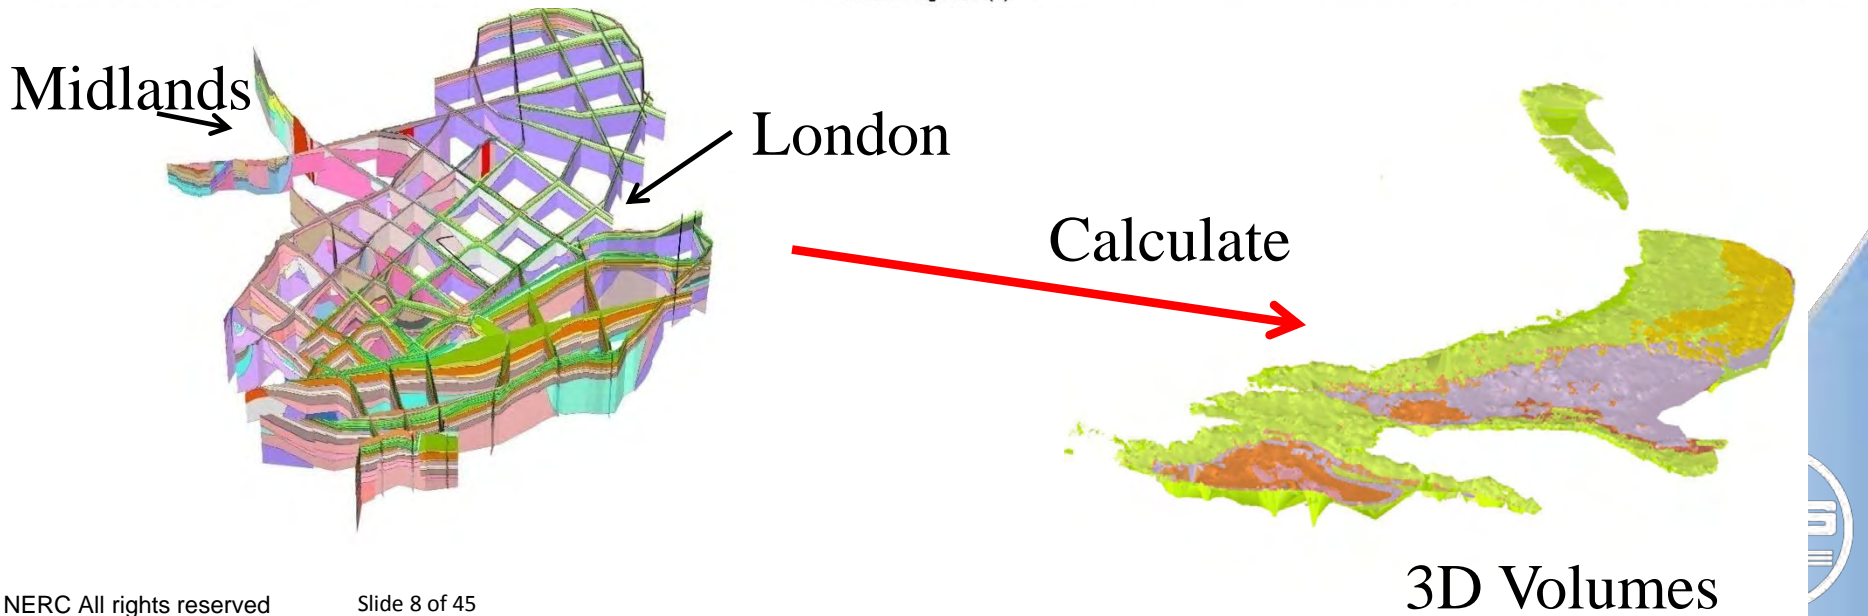 Midlands
London
Calculate
3D Volumes
NERC All rights reserved
Slide 8 of 45